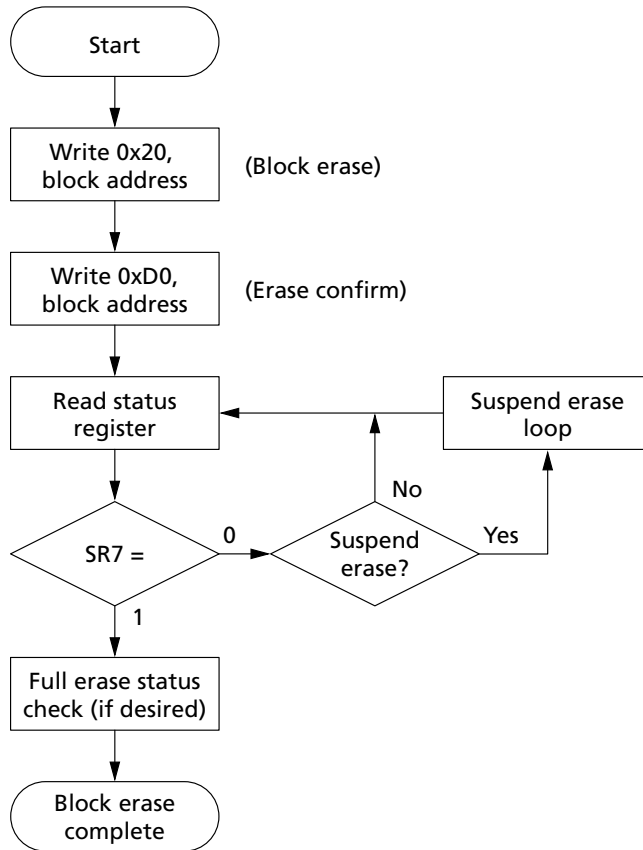 Start
Write 0x20,
block address
(Block erase)
Write 0xD0,
block address
(Erase confirm)
Read status
register
Suspend erase
loop
No
SR7 =
0
Suspend
erase?
Yes
1
Full erase status
check (if desired)
Block erase
complete